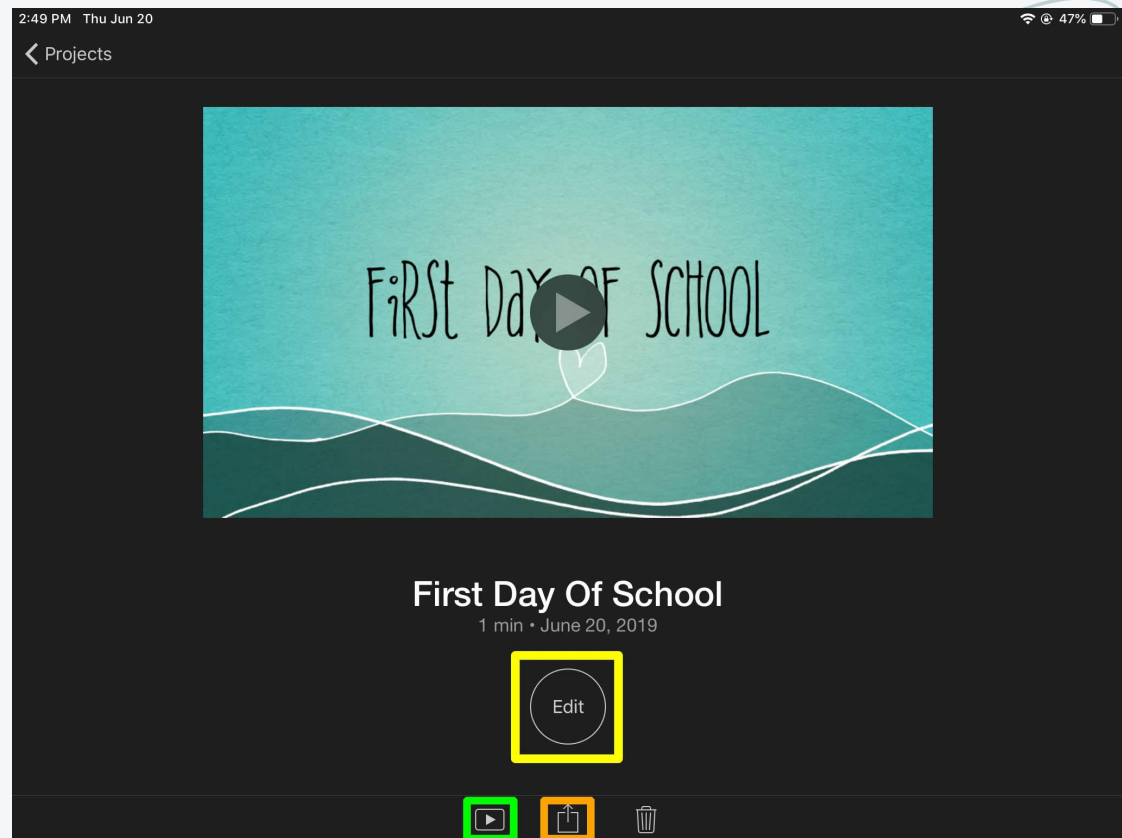 2:49 PM Thu Jun 20 47%
Projects
FiRSt DaY OF SCHOOL
First Day Of School
1 min • June 20, 2019
Edit